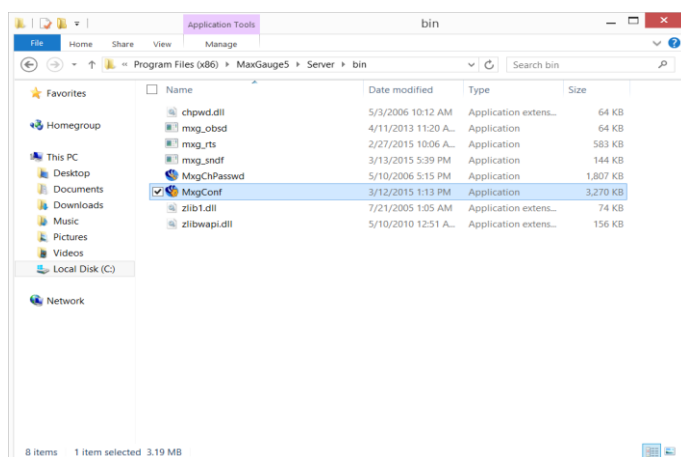 Application Tools
bin
File Home Share View Manage
« Program Files (x86) ▸ MaxGauge5 ▸ Server ▸ bin
Search bin
Favorites
Homegroup
This PC
Desktop
Documents
Downloads
Music
Pictures
Videos
Local Disk (C:)
Network
Name Date modified Type Size
chpwd.dll 5/3/2006 10:12 AM Application extens... 64 KB
mxg_obsd 4/11/2013 11:20 A... Application 64 KB
mxg_rts 2/27/2015 10:06 A... Application 583 KB
mxg_sndf 3/13/2015 5:39 PM Application 144 KB
MxgChPasswd 5/10/2006 5:15 PM Application 1,807 KB
MxgConf 3/12/2015 1:13 PM Application 3,270 KB
zlib1.dll 7/21/2005 1:05 AM Application extens... 74 KB
zlibwapi.dll 5/10/2010 12:51 A... Application extens... 156 KB
8 items 1 item selected 3.19 MB